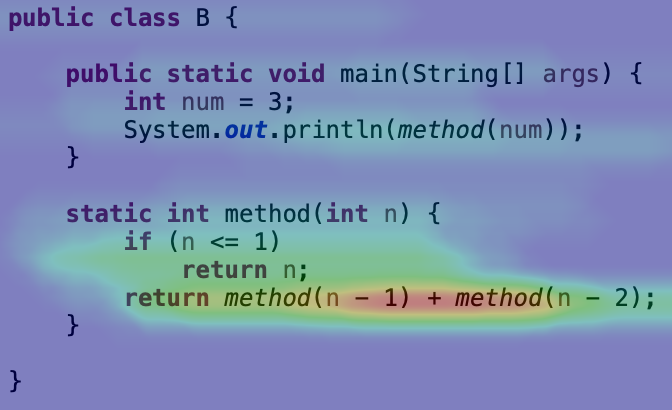 public class B {
public static void main(String[] args) {
int num = 3;
System.out.println(method(num));
}
static int method(int n) {
if (n <= 1)
return n;
return method(n − 1) + method(n − 2);
}
}